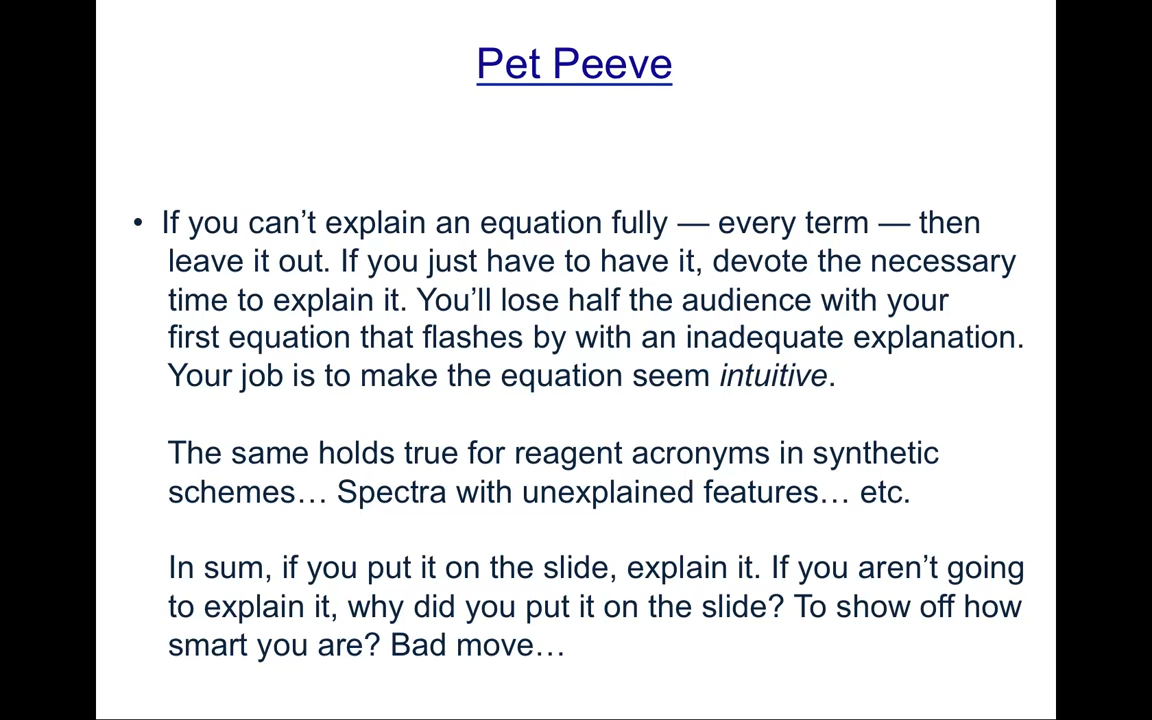 Pet Peeve
• If you can’t explain an equation fully — every term — then
leave it out. If you just have to have it, devote the necessary
time to explain it. You’ll lose half the audience with your
first equation that flashes by with an inadequate explanation.
Your job is to make the equation seem intuitive.
The same holds true for reagent acronyms in synthetic
schemes… Spectra with unexplained features… etc.
In sum, if you put it on the slide, explain it. If you aren’t going
to explain it, why did you put it on the slide? To show off how
smart you are? Bad move…